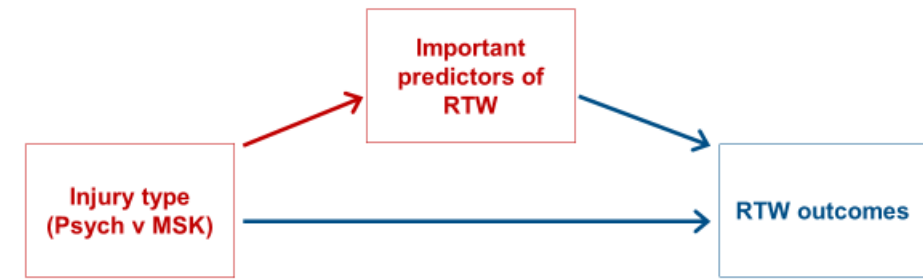 Important
predictors of
RTW
Injury type
(Psych v MSK)
RTW outcomes